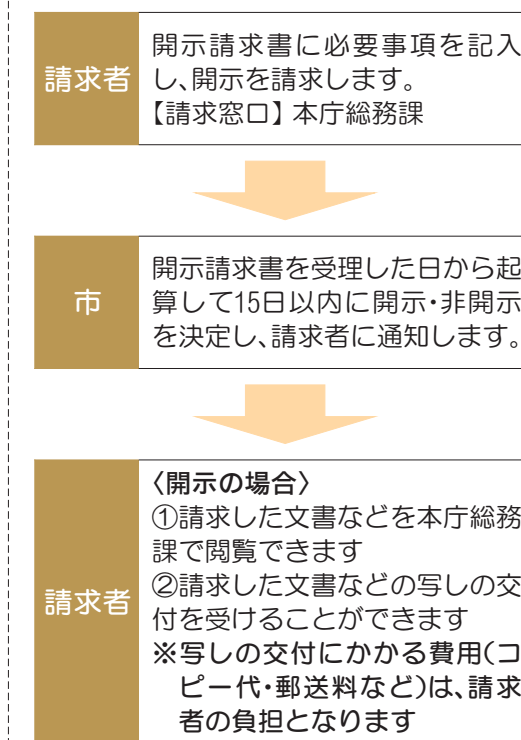 請求者
開示請求書に必要事項を記入
し、開示を請求します。
【請求窓口】本庁総務課
市
開示請求書を受理した日から起
算して15日以内に開示・非開示
を決定し、請求者に通知します。
請求者
〈開示の場合〉
①請求した文書などを本庁総務
課で閲覧できます
②請求した文書などの写しの交
付を受けることができます
※写しの交付にかかる費用(コ
ピー代・郵送料など)は、請求
者の負担となります